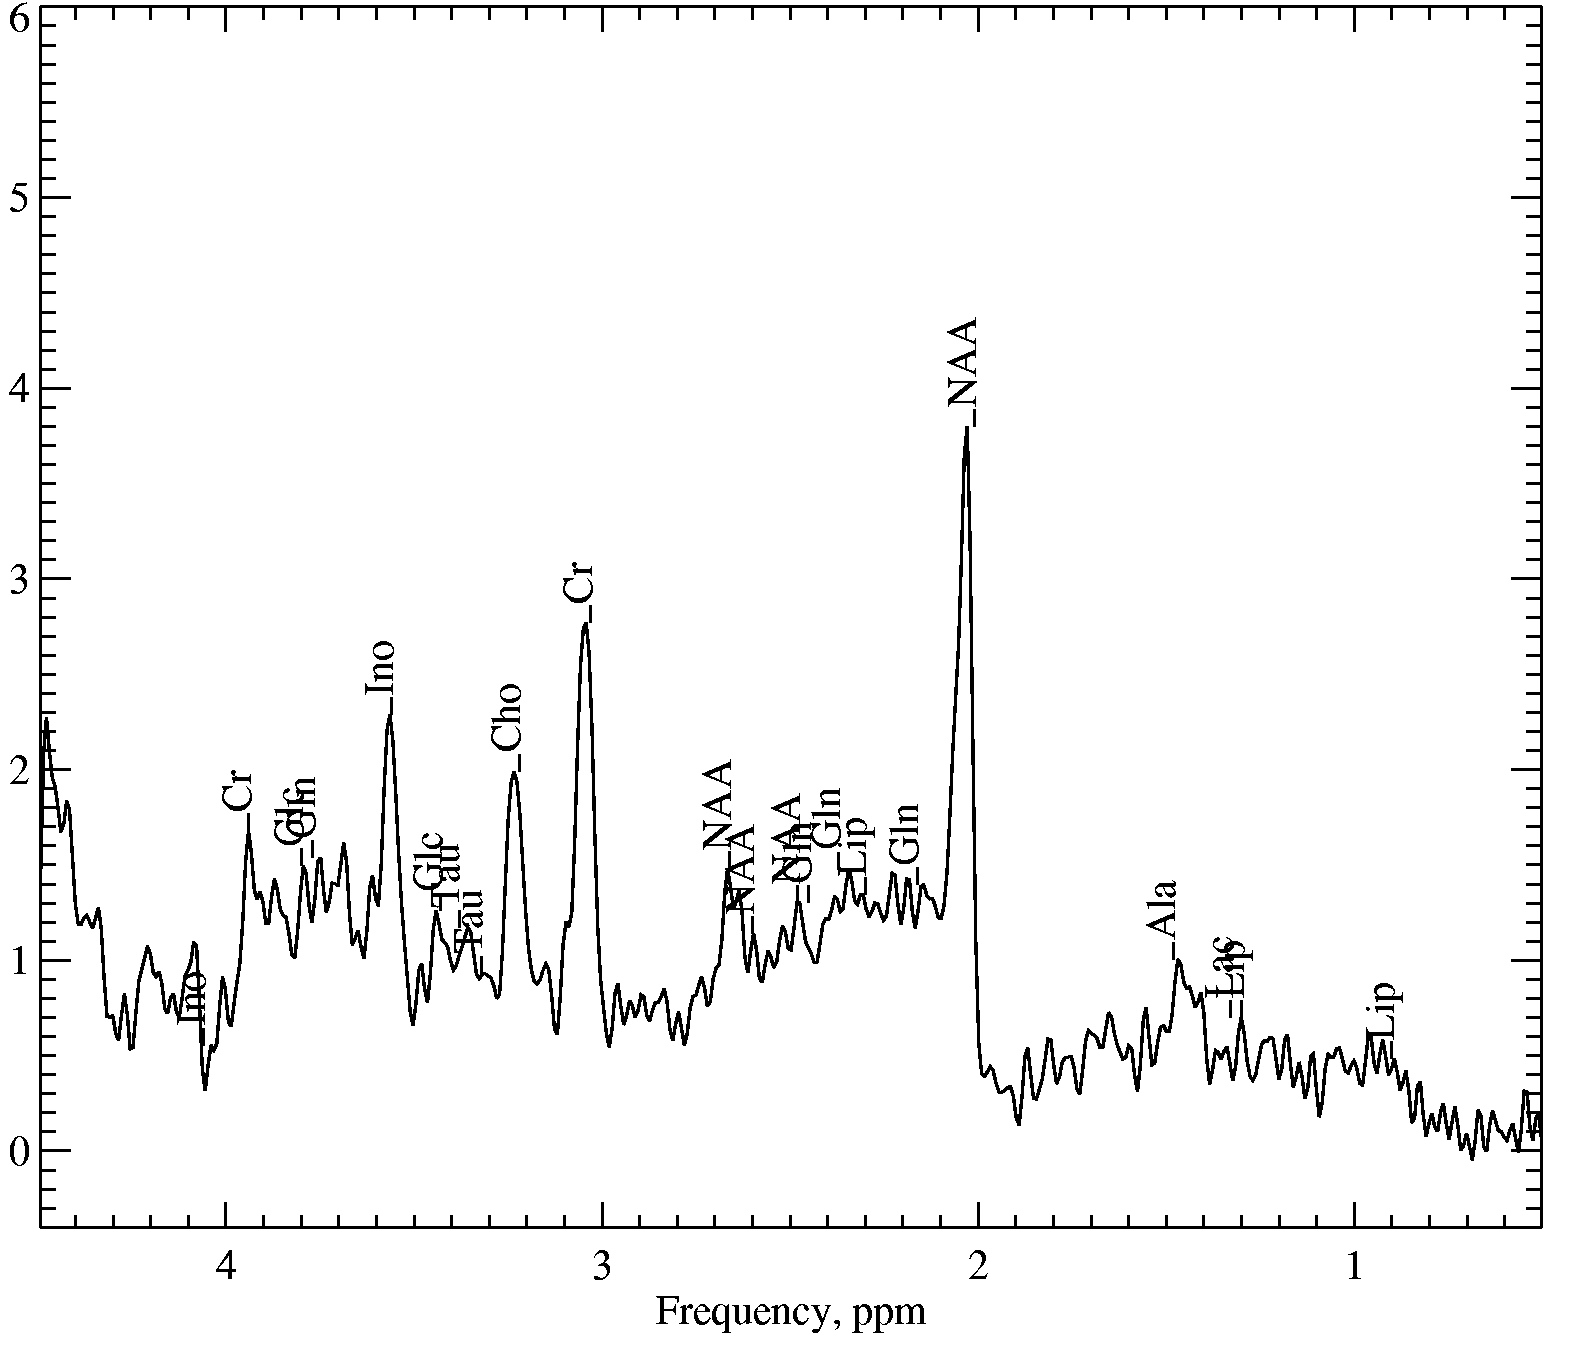 6
5
4
3
2
1
0
Ino
Cr
Glc
Gln
Ino
Glc
Tau
Tau
Cho
Cr
NAA
NAA
NAA
Gln
Gln
Lip
Gln
NAA
Ala
Lac
Lip
Lip
4 3 2 1
Frequency, ppm